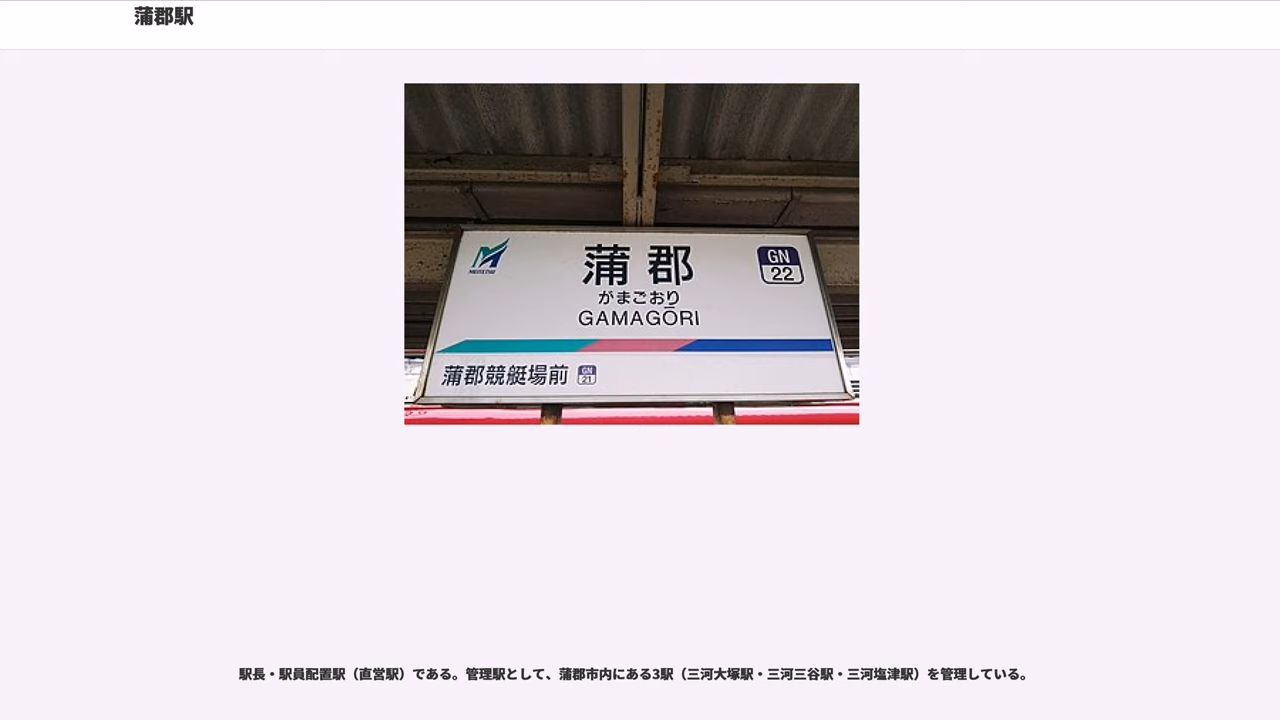 蒲郡駅
MEITETSU
蒲郡
GN
22
がまごおり
GAMAGŌRI
蒲郡競艇場前
GN
21
駅長・駅員配置駅（直営駅）である。管理駅として、蒲郡市内にある3駅（三河大塚駅・三河三谷駅・三河塩津駅）を管理している。